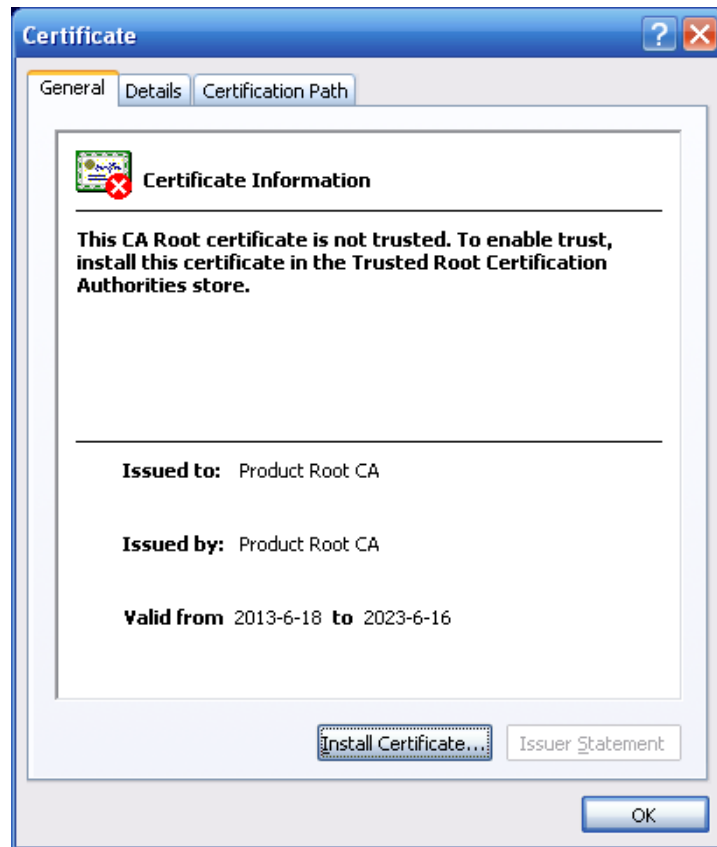 Certificate
General Details Certification Path
Certificate Information
This CA Root certificate is not trusted. To enable trust,
install this certificate in the Trusted Root Certification
Authorities store.
Issued to: Product Root CA
Issued by: Product Root CA
Valid from 2013-6-18 to 2023-6-16
Install Certificate... Issuer Statement
OK